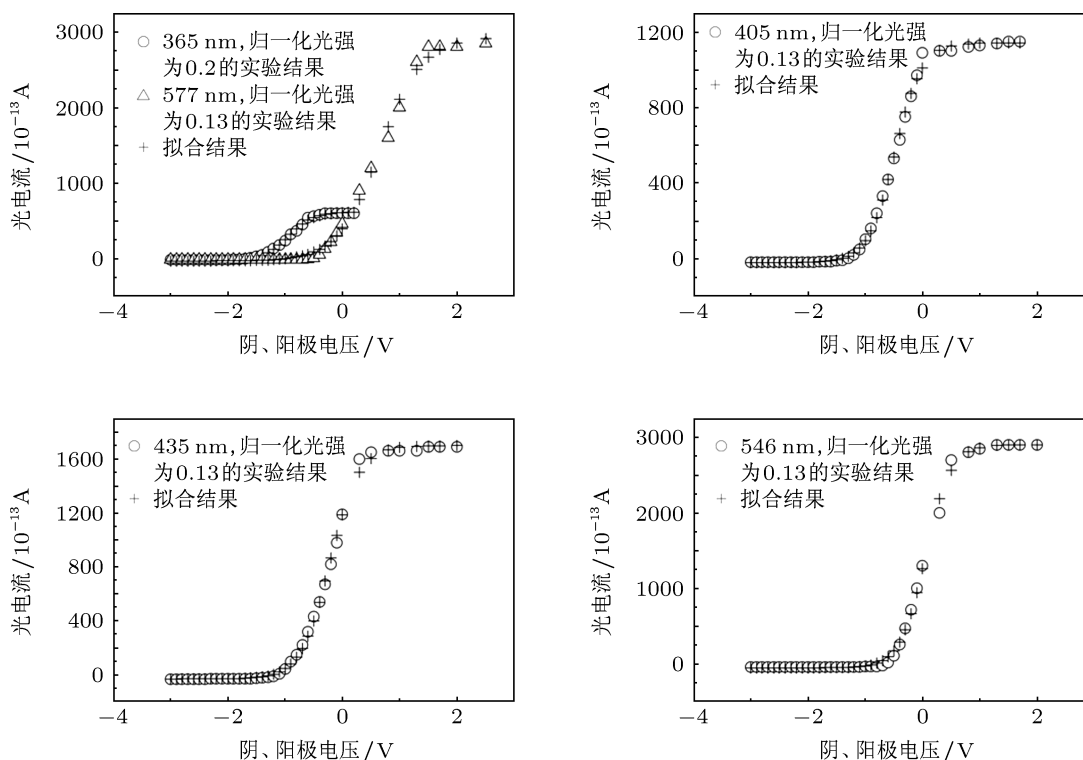 3000
2000
1000
0
−4
−2
0
2
365 nm, 归一化光强
为0.2的实验结果
577 nm, 归一化光强
为0.13的实验结果
拟合结果
光电流/10⁻¹³ A
阴、阳极电压/V
1200
800
400
0
−4
−2
0
2
405 nm, 归一化光强
为0.13的实验结果
拟合结果
光电流/10⁻¹³ A
阴、阳极电压/V
1600
1200
800
400
0
−4
−2
0
2
435 nm, 归一化光强
为0.13的实验结果
拟合结果
光电流/10⁻¹³ A
阴、阳极电压/V
3000
2000
1000
0
−4
−2
0
2
546 nm, 归一化光强
为0.13的实验结果
拟合结果
光电流/10⁻¹³ A
阴、阳极电压/V